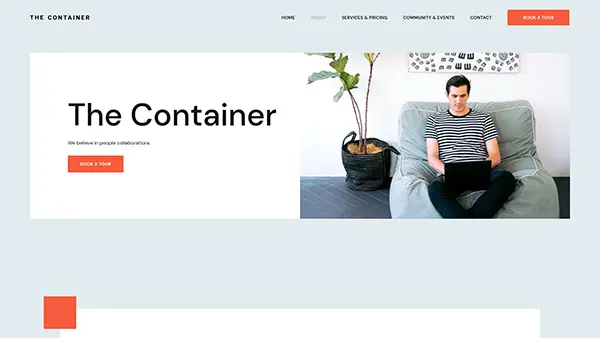 THE CONTAINER
HOME
ABOUT
SERVICES & PRICING
COMMUNITY & EVENTS
CONTACT
BOOK A TOUR
The Container
We believe in people collaborations
BOOK A TOUR